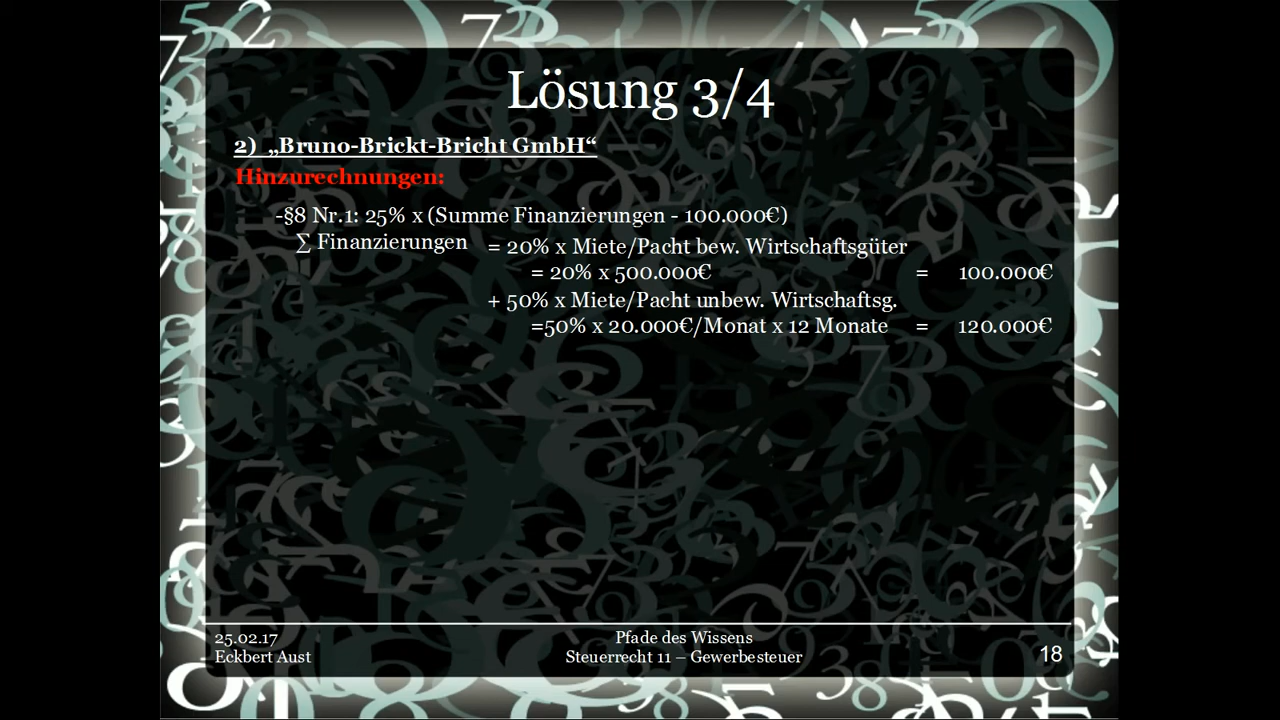 Lösung 3/4
2) „Bruno-Brickt-Bricht GmbH“
Hinzurechnungen:
-§8 Nr.1: 25% x (Summe Finanzierungen - 100.000€)
∑ Finanzierungen = 20% x Miete/Pacht bew. Wirtschaftsgüter
= 20% x 500.000€ = 100.000€
+ 50% x Miete/Pacht unbew. Wirtschaftsg.
=50% x 20.000€/Monat x 12 Monate = 120.000€
25.02.17
Eckbert Aust
Pfade des Wissens
Steuerrecht 11 – Gewerbesteuer
18